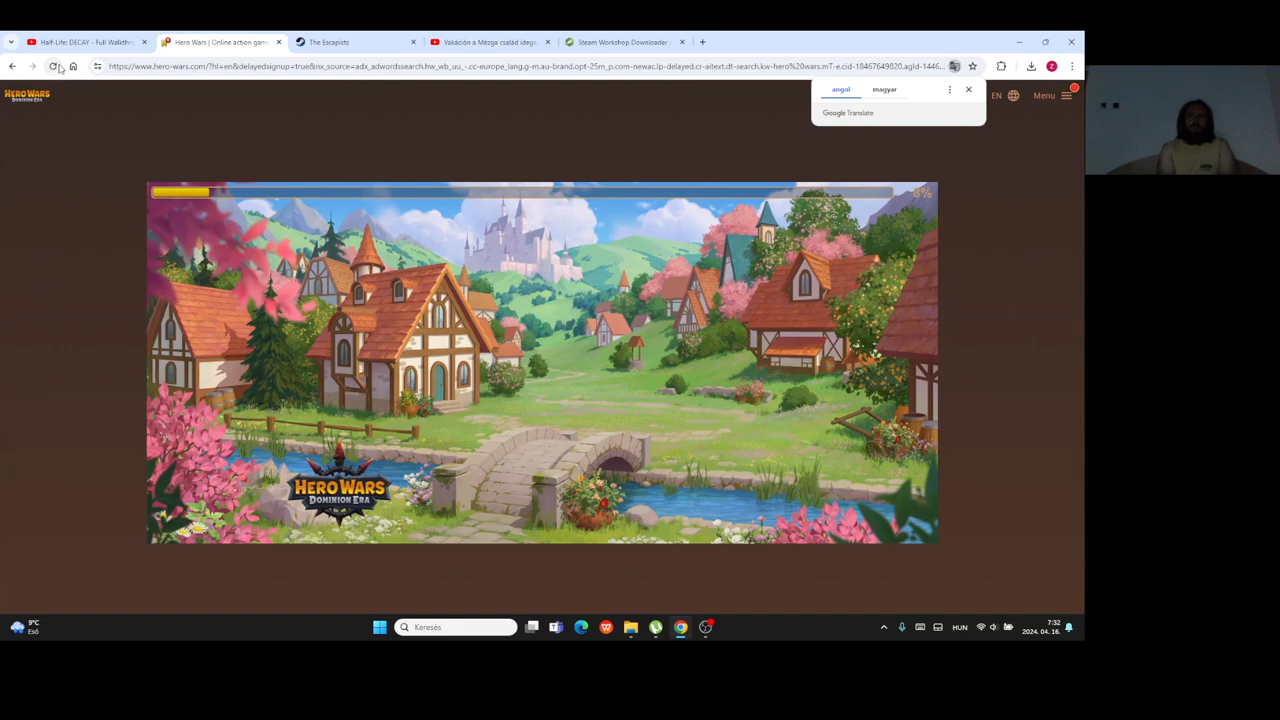 Half-Life: DECAY - Full Walkthr
Hero Wars | Online action gam
The Escapists
Vakáción a Mézga család idege
Steam Workshop Downloader :
https://www.hero-wars.com/?hl=en&delayedsignup=true&nx_source=adx_adwordssearch.hw_wb_uu_-.cc-europe_lang.g-m.au-brand.opt-25m_p.com-newac.lp-delayed.cr-aitext.dt-search.kw-hero%20wars.mT-e.cid-18467649820.agId-1446...
HERO WARS
DOMINION ERA
angol
magyar
EN
Menu
Google Translate
8%
HERO WARS
DOMINION ERA
9°C
Eső
Keresés
HUN
7:32
2024. 04. 16.